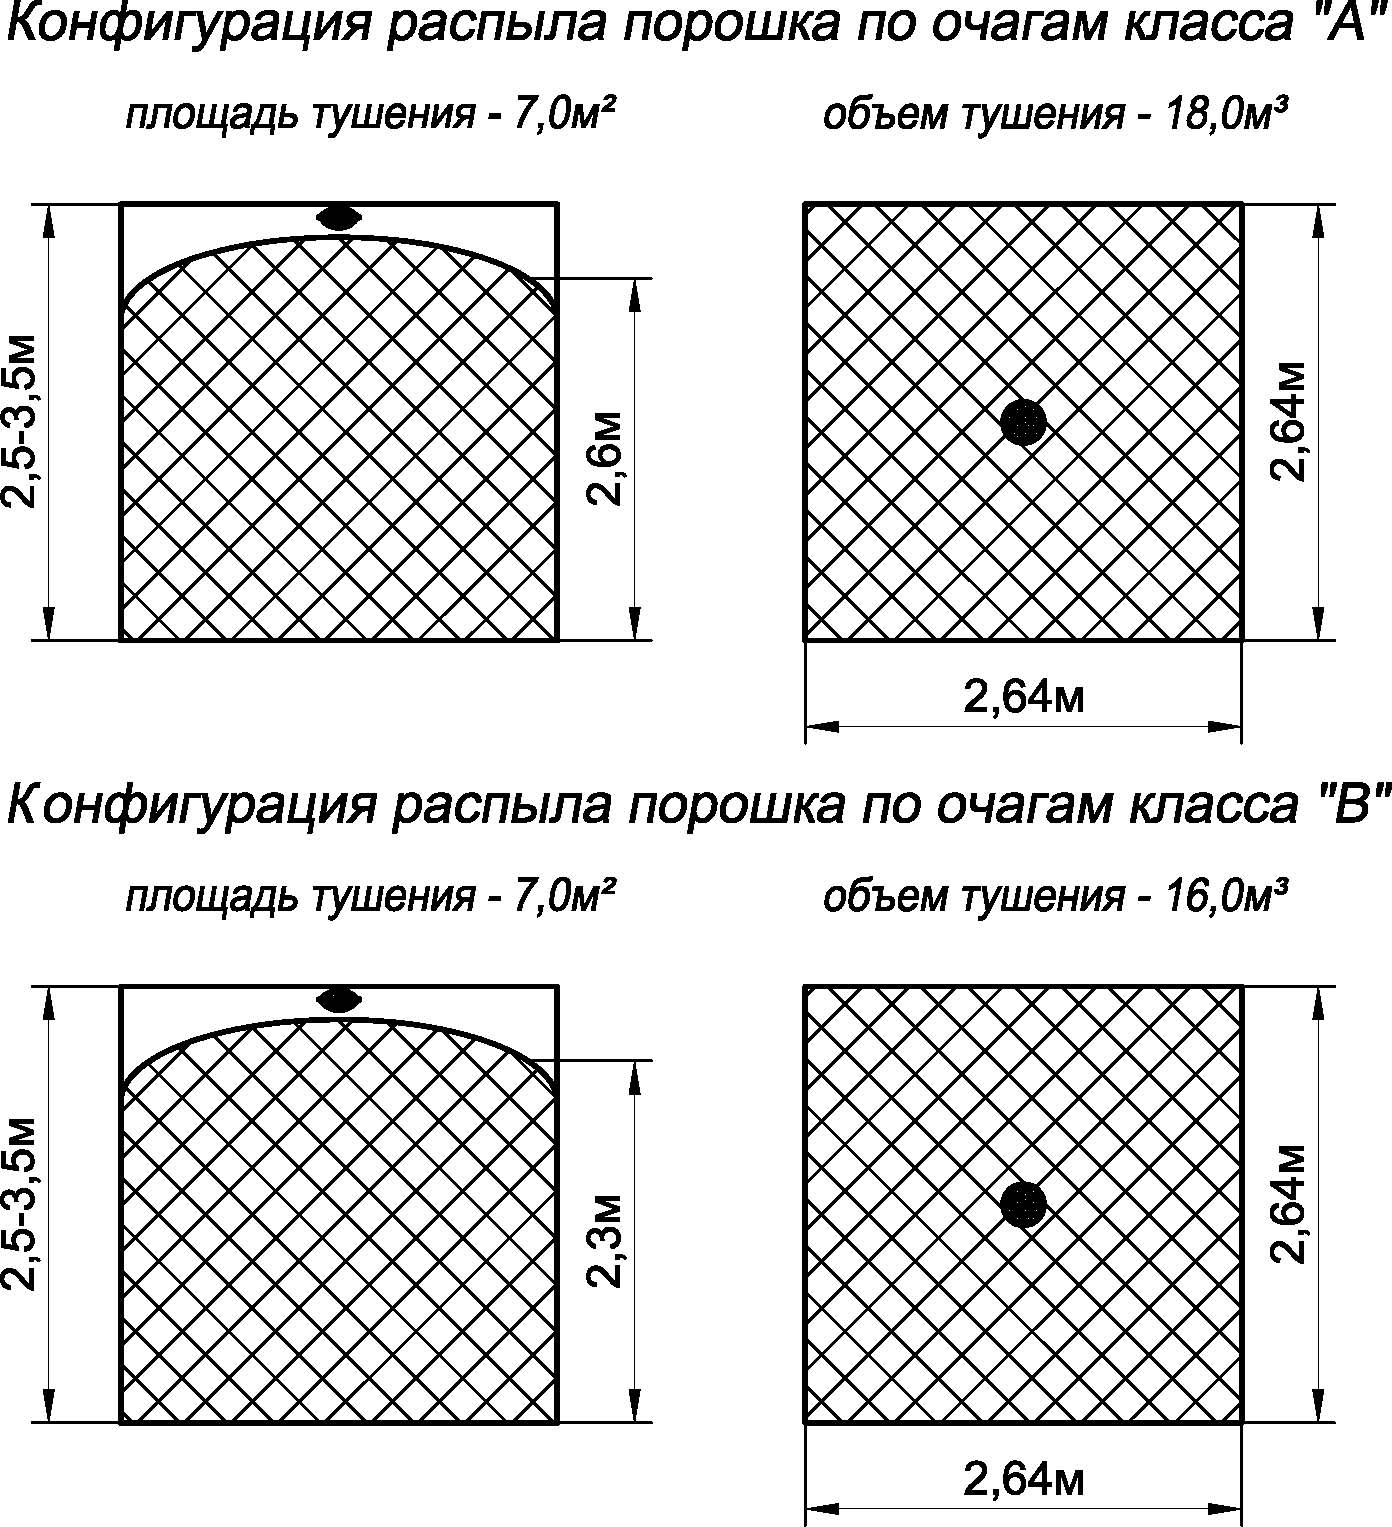 Конфигурация распыла порошка по очагам класса "А"
площадь тушения - 7,0м²
объем тушения - 18,0м³
2,5-3,5м
2,6м
2,64м
2,64м
Конфигурация распыла порошка по очагам класса "В"
площадь тушения - 7,0м²
объем тушения - 16,0м³
2,5-3,5м
2,3м
2,64м
2,64м